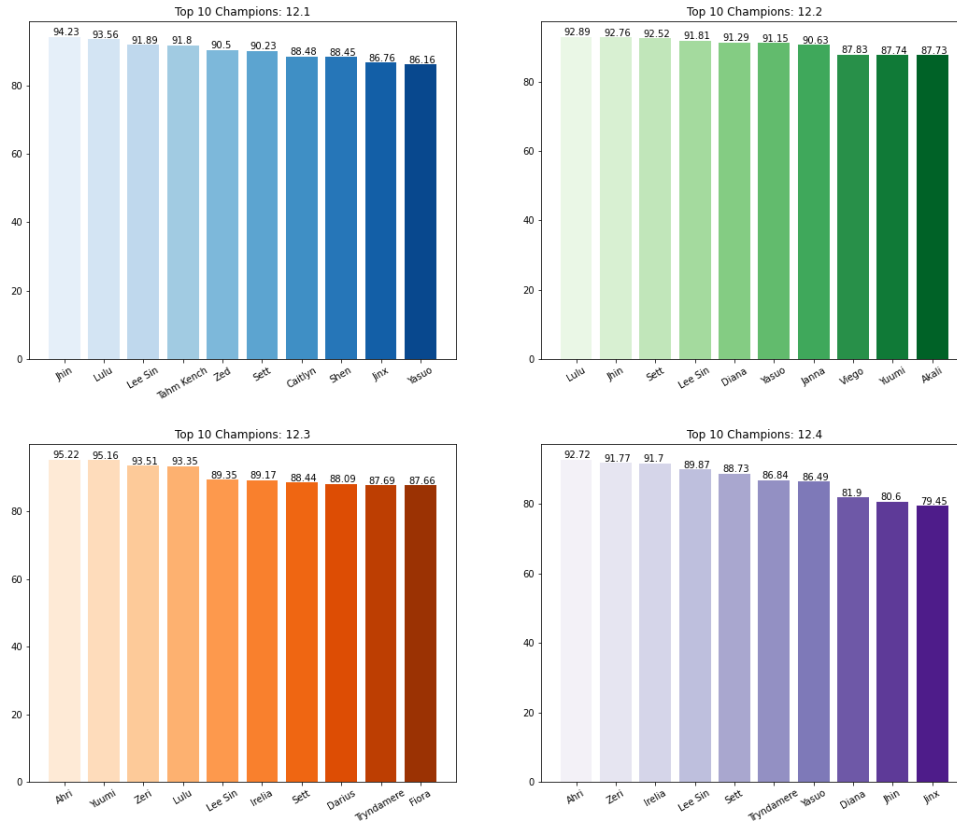 Top 10 Champions: 12.1
94.23 93.56 91.89 91.8 90.5 90.23 88.48 88.45 86.76 86.16
80
60
40
20
0
Jhin Lulu Lee Sin Tahm Kench Zed Sett Caitlyn Shen Jinx Yasuo
Top 10 Champions: 12.2
92.89 92.76 92.52 91.81 91.29 91.15 90.63 87.83 87.74 87.73
80
60
40
20
0
Lulu Jhin Sett Lee Sin Diana Yasuo Janna Viego Yuumi Akali
Top 10 Champions: 12.3
95.22 95.16 93.51 93.35 89.35 89.17 88.44 88.09 87.69 87.66
80
60
40
20
0
Ahri Yuumi Zeri Lulu Lee Sin Irelia Sett Darius Tryndamere Fiora
Top 10 Champions: 12.4
92.72 91.77 91.7 89.87 88.73 86.84 86.49 81.9 80.6 79.45
80
60
40
20
0
Ahri Zeri Irelia Lee Sin Sett Tryndamere Yasuo Diana Jhin Jinx